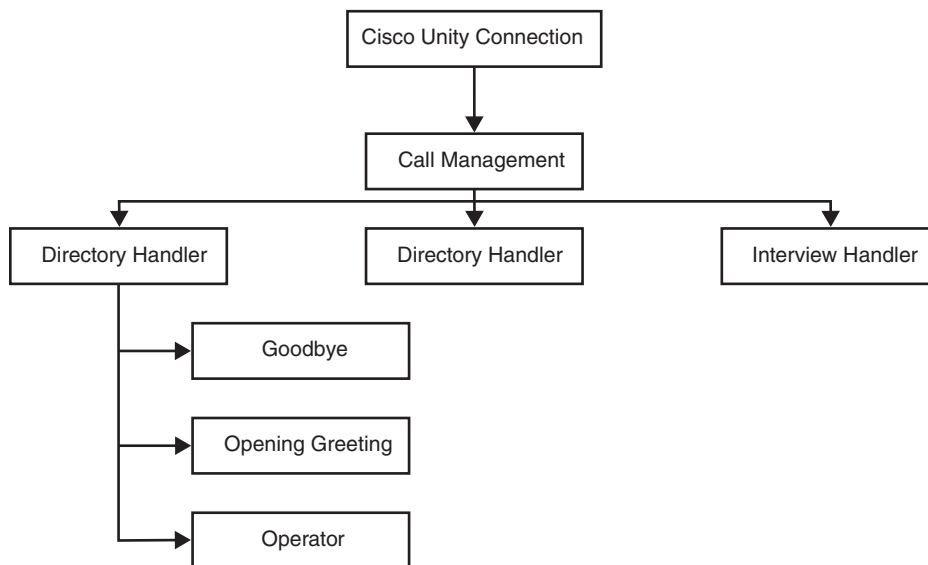 Cisco Unity Connection
Call Management
Directory Handler
Directory Handler
Interview Handler
Goodbye
Opening Greeting
Operator